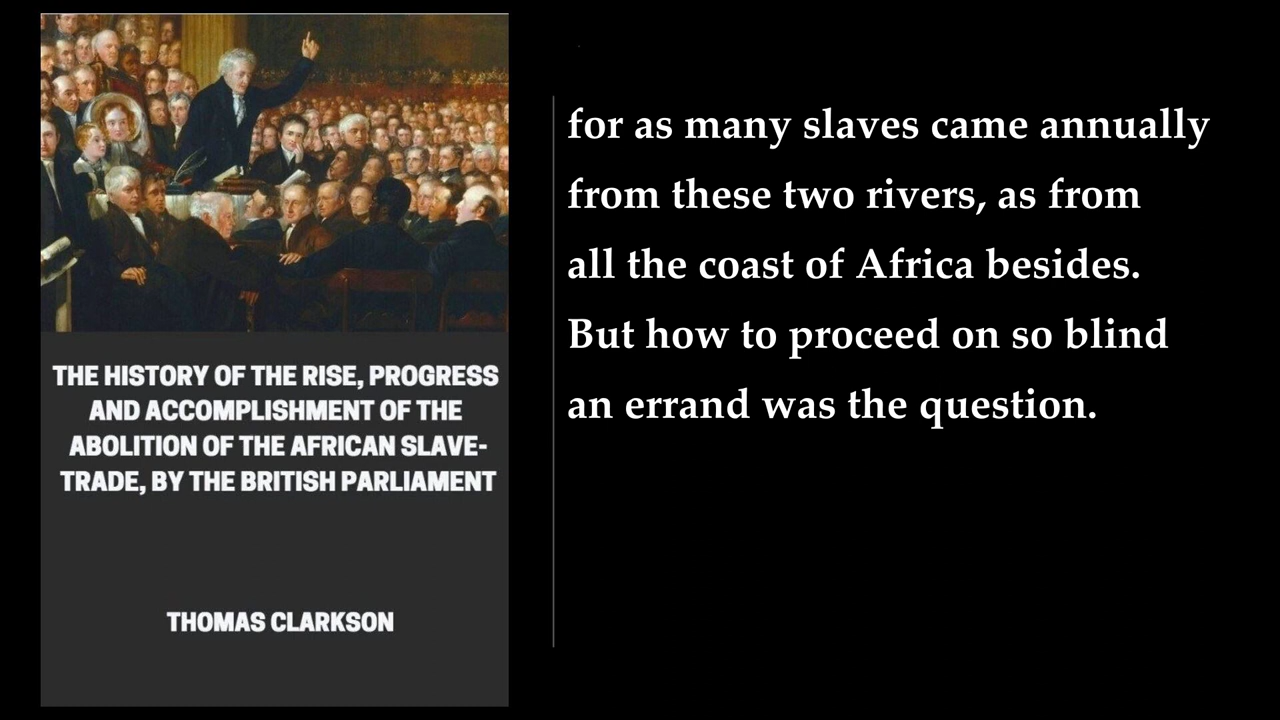 THE HISTORY OF THE RISE, PROGRESS
AND ACCOMPLISHMENT OF THE
ABOLITION OF THE AFRICAN SLAVE-
TRADE, BY THE BRITISH PARLIAMENT
THOMAS CLARKSON
for as many slaves came annually
from these two rivers, as from
all the coast of Africa besides.
But how to proceed on so blind
an errand was the question.